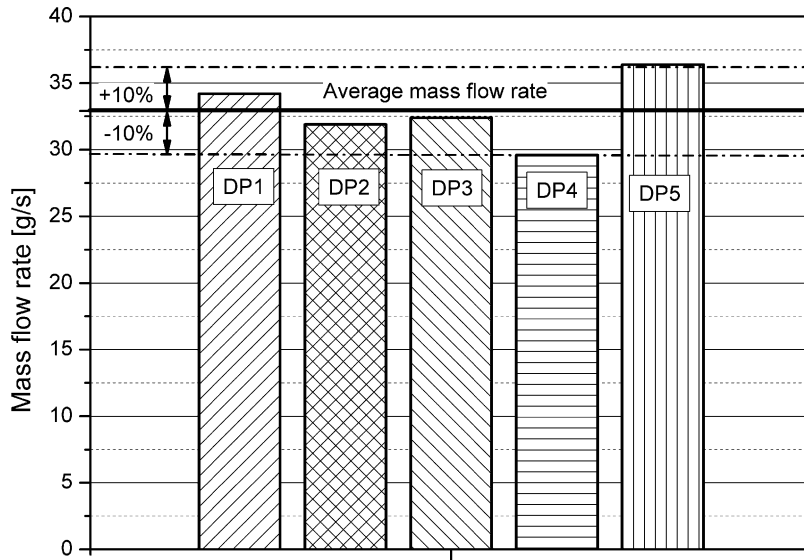 40
35
30
25
20
15
10
5
0
Mass flow rate [g/s]
+10%
-10%
Average mass flow rate
DP1
DP2
DP3
DP4
DP5